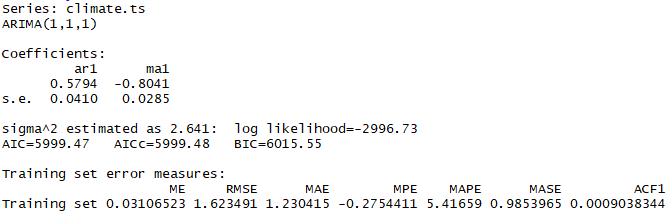 Series: climate.ts
ARIMA(1,1,1)
Coefficients:
ar1 ma1
0.5794 -0.8041
s.e. 0.0410 0.0285
sigma^2 estimated as 2.641: log likelihood=-2996.73
AIC=5999.47 AICc=5999.48 BIC=6015.55
Training set error measures:
ME RMSE MAE MPE MAPE MASE ACF1
Training set 0.03106523 1.623491 1.230415 -0.2754411 5.41659 0.9853965 0.0009038344